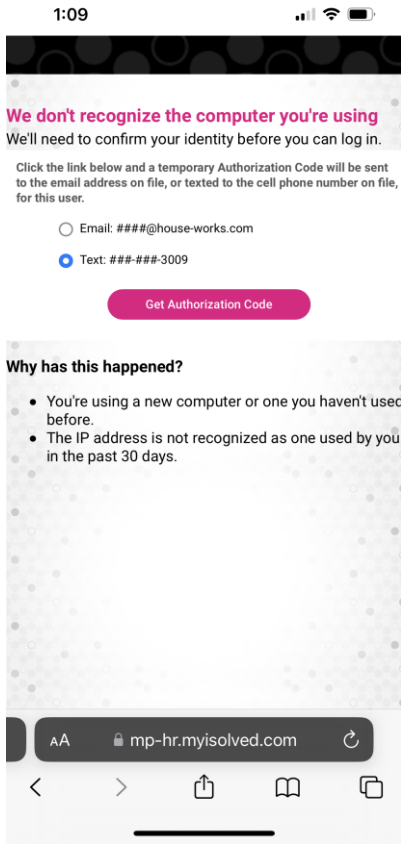 1:09
We don't recognize the computer you're using
We'll need to confirm your identity before you can log in.
Click the link below and a temporary Authorization Code will be sent
to the email address on file, or texted to the cell phone number on file,
for this user.
Email: ####@house-works.com
Text: ###-###-3009
Get Authorization Code
Why has this happened?
• You're using a new computer or one you haven't used
before.
• The IP address is not recognized as one used by you
in the past 30 days.
AA mp-hr.myisolved.com